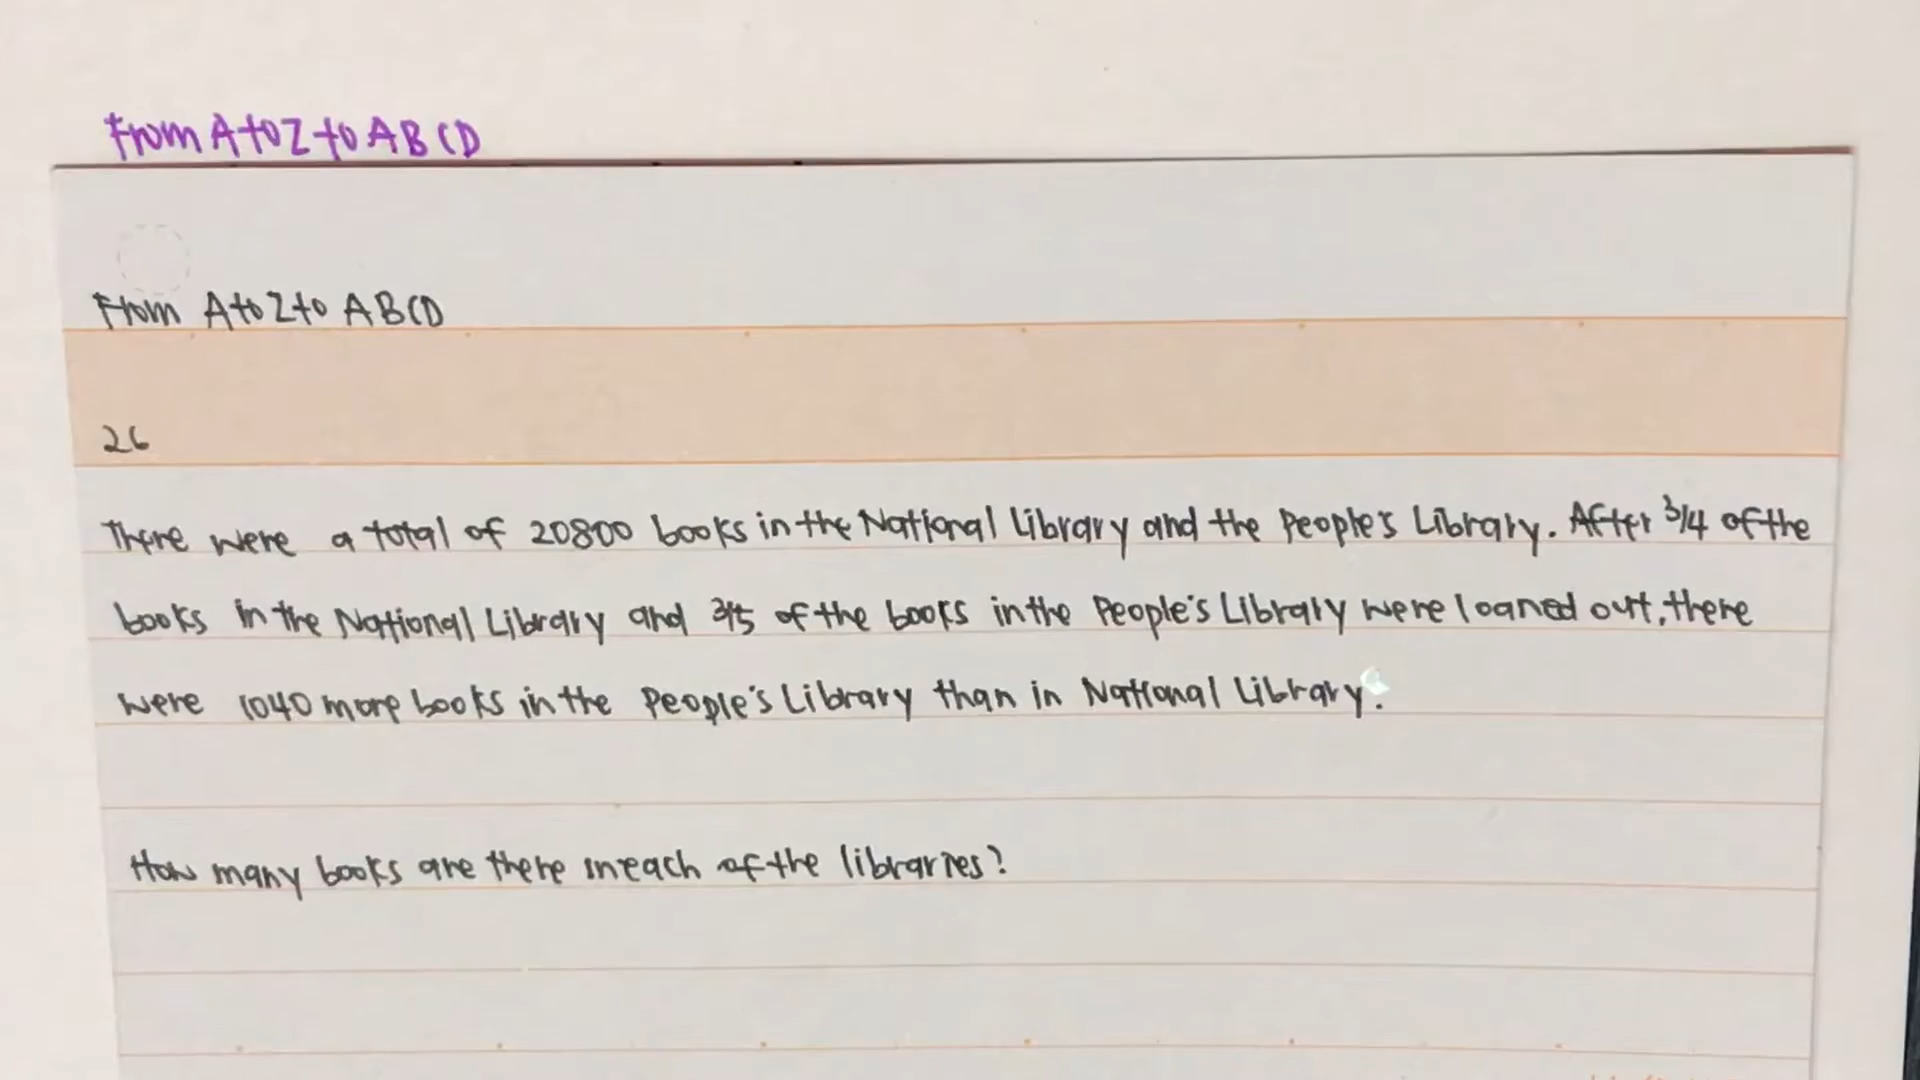 From A to Z to ABCD
From A to Z to ABCD
26
There were a total of 20800 books in the National Library and the People's Library. After 3/4 of the
books in the National Library and 3/5 of the books in the People's Library were loaned out, there
were 1040 more books in the People's Library than in National Library.
How many books are there in each of the libraries?